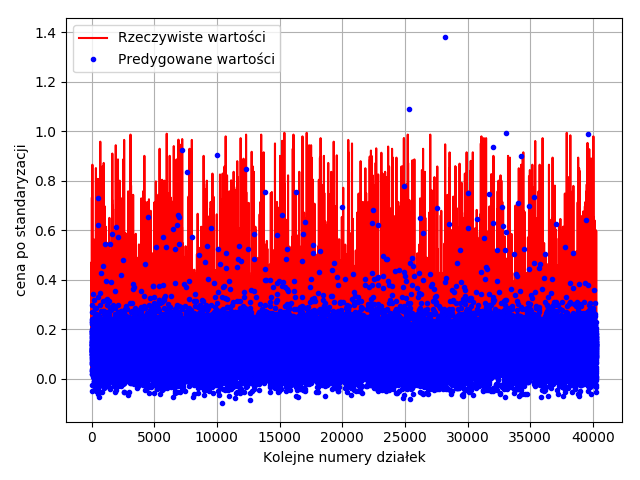 Rzeczywiste wartości
Predygowane wartości
cena po standaryzacji
1.4
1.2
1.0
0.8
0.6
0.4
0.2
0.0
0 5000 10000 15000 20000 25000 30000 35000 40000
Kolejne numery działek